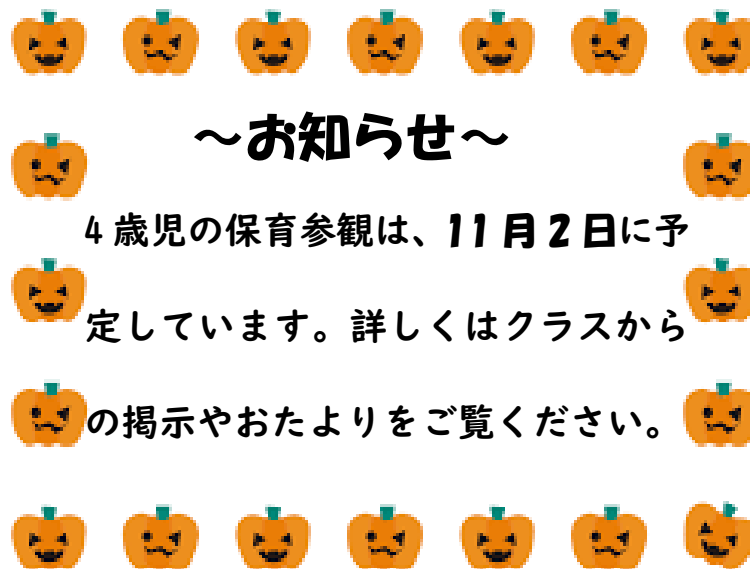 ～お知らせ～
4歳児の保育参観は、11月2日に予
定しています。詳しくはクラスから
の掲示やおたよりをご覧ください。